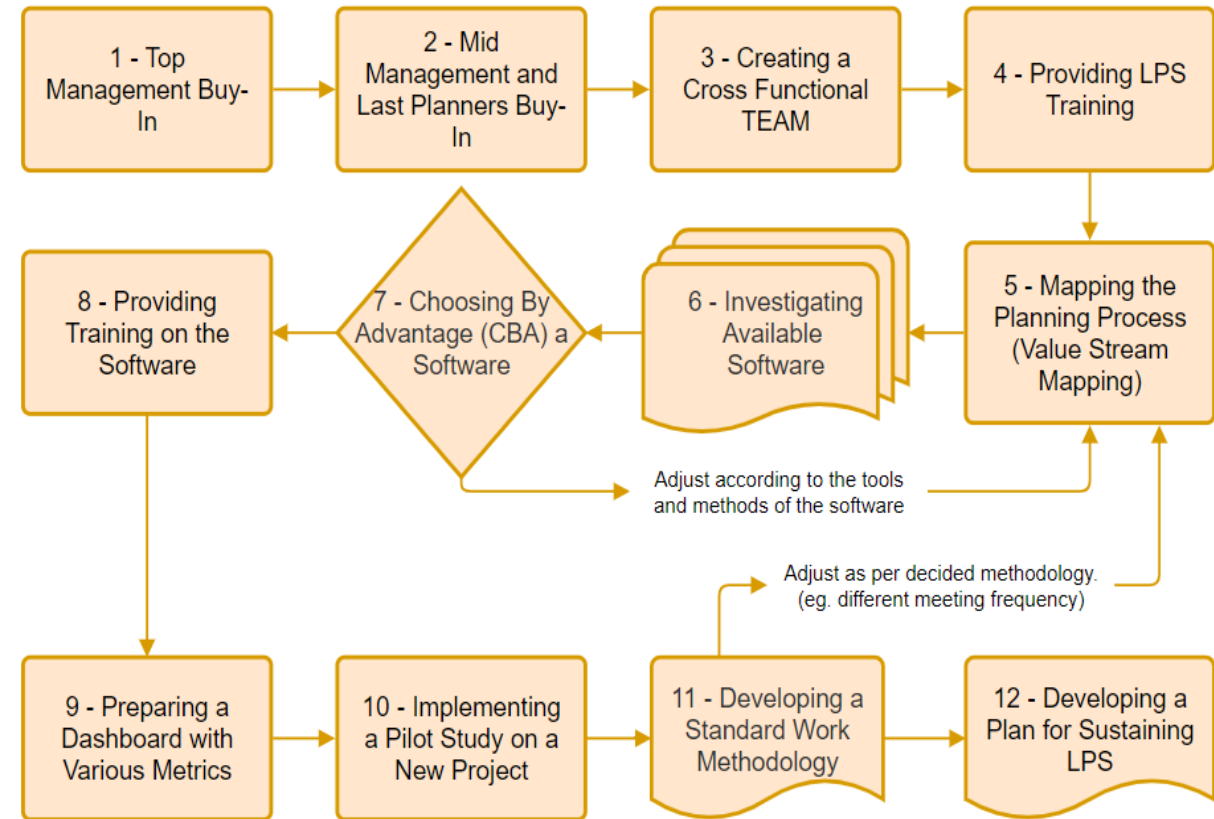 1 - Top
Management Buy-
In
2 - Mid
Management and
Last Planners Buy-
In
3 - Creating a
Cross Functional
TEAM
4 - Providing LPS
Training
5 - Mapping the
Planning Process
(Value Stream
Mapping)
6 - Investigating
Available
Software
7 - Choosing By
Advantage (CBA) a
Software
8 - Providing
Training on the
Software
Adjust according to the tools
and methods of the software
Adjust as per decided methodology.
(eg. different meeting frequency)
9 - Preparing a
Dashboard with
Various Metrics
10 - Implementing
a Pilot Study on a
New Project
11 - Developing a
Standard Work
Methodology
12 - Developing a
Plan for Sustaining
LPS